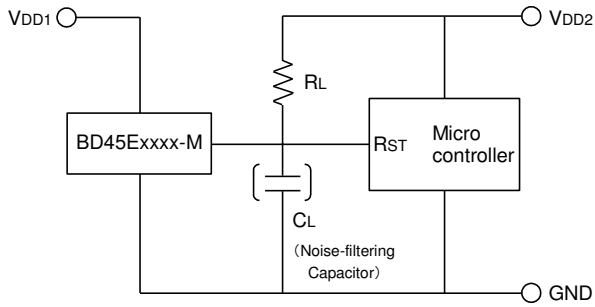 VDD1
VDD2
RL
BD45Exxxx-M
RST
Micro
controller
CL
（Noise-filtering
Capacitor）
GND